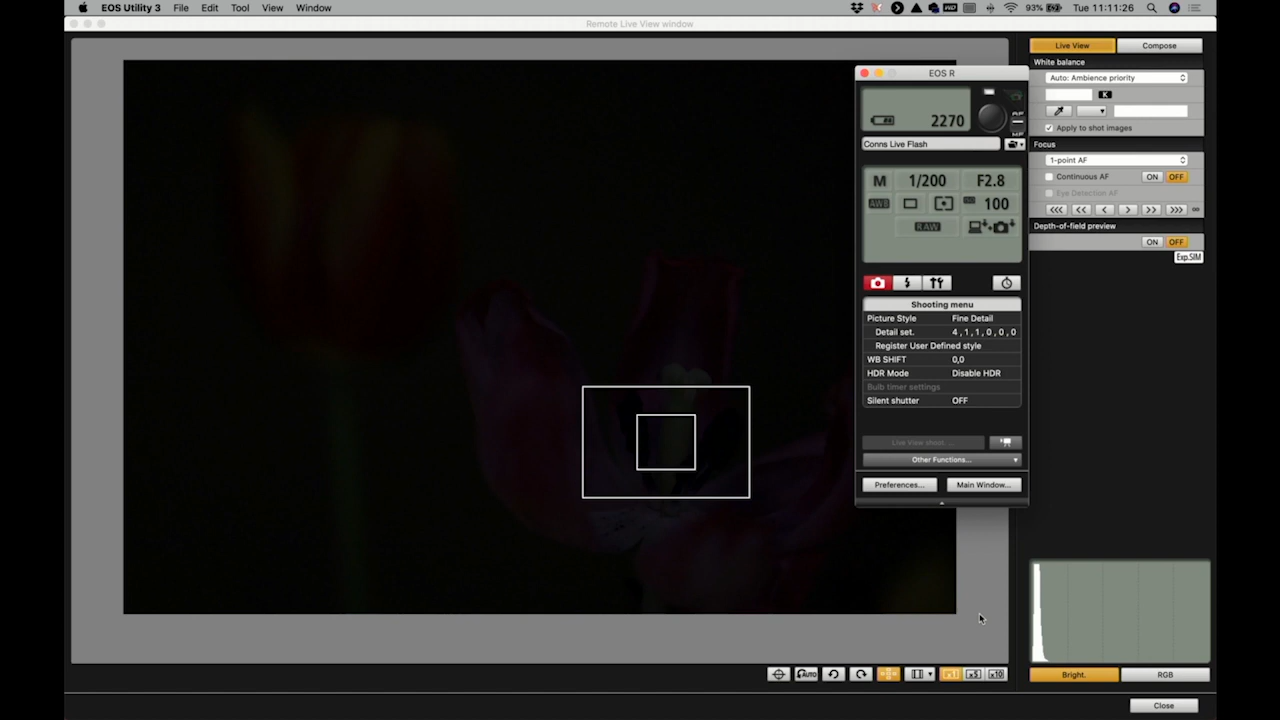 EOS Utility 3 File Edit Tool View Window 93% Tue 11:11:26
Remote Live View window
Live View Compose
White balance
Auto: Ambience priority
K
Apply to shot images
Focus
1-point AF
Continuous AF ON OFF
Eye Detection AF
<<< << < > >> >>> ∞
Depth-of-field preview
ON OFF
Exp.SIM
EOS R
2270
Conns Live Flash
M 1/200 F2.8
AWB ISO 100
RAW
Shooting menu
Picture Style Fine Detail
Detail set. 4,1,1,0,0,0
Register User Defined style
WB SHIFT 0,0
HDR Mode Disable HDR
Bulb timer settings
Silent shutter OFF
Live View shoot. ...
Other Functions...
Preferences... Main Window...
AUTO x1 x5 x10
Bright. RGB
Close